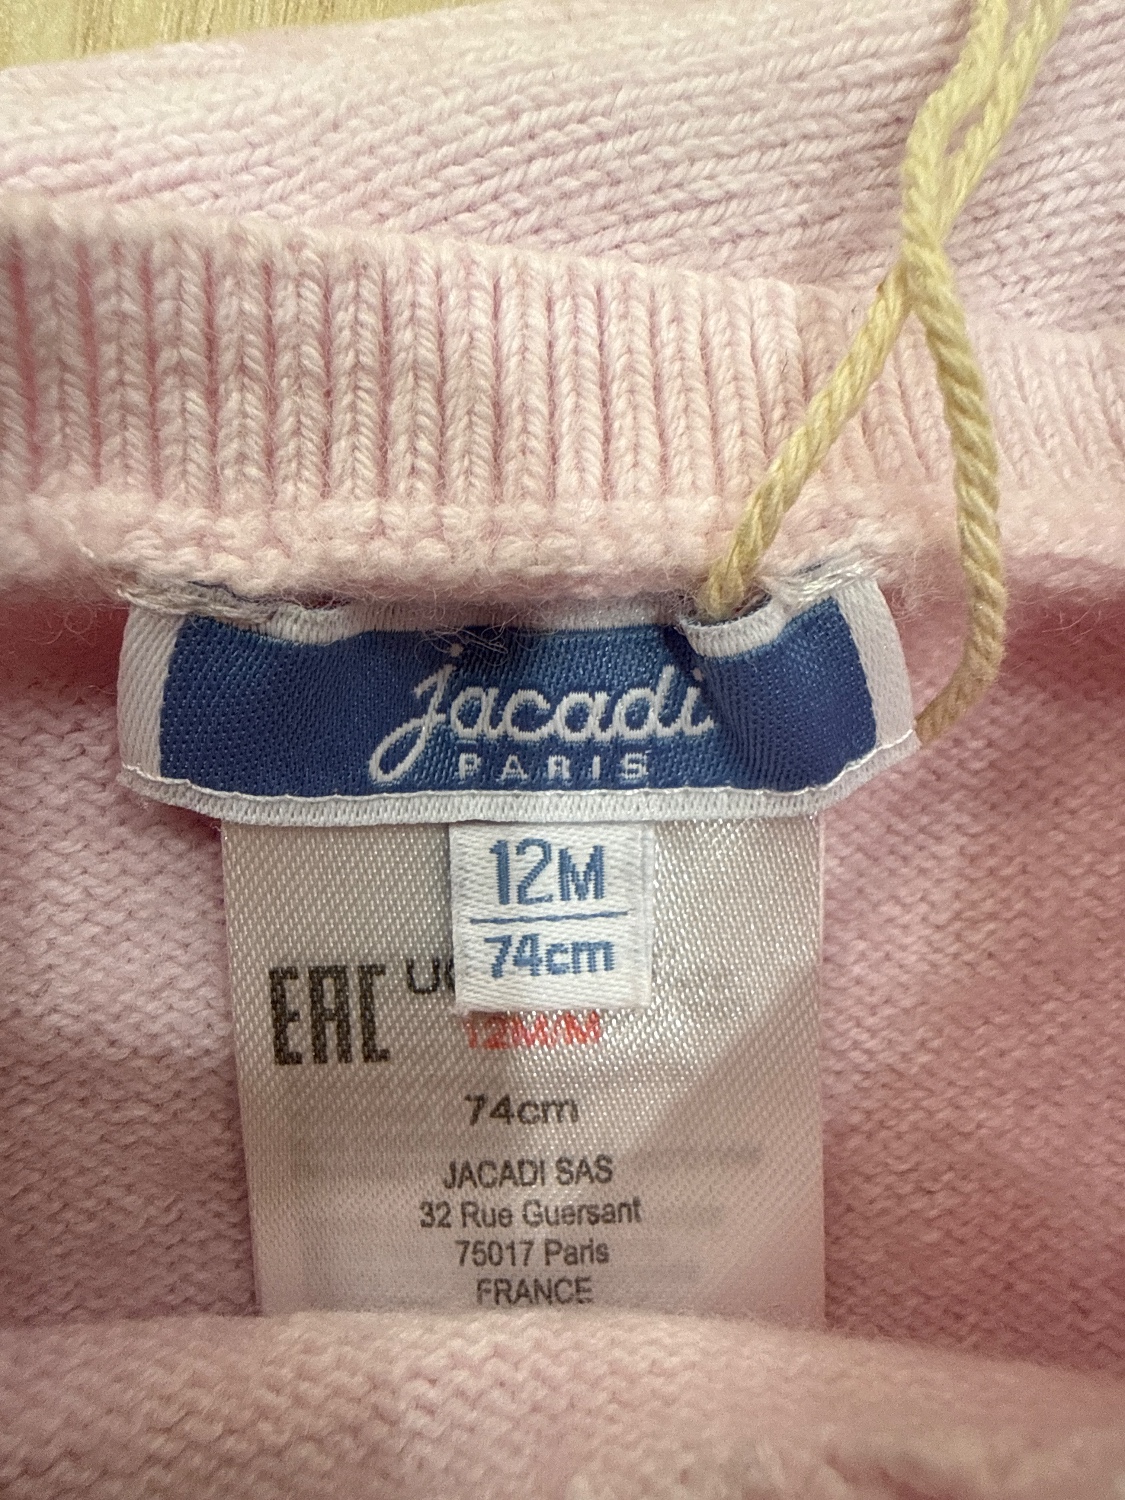 jacadi
PARIS
12M
74cm
EAC
12M/M
74cm
JACADI SAS
32 Rue Guersant
75017 Paris
FRANCE